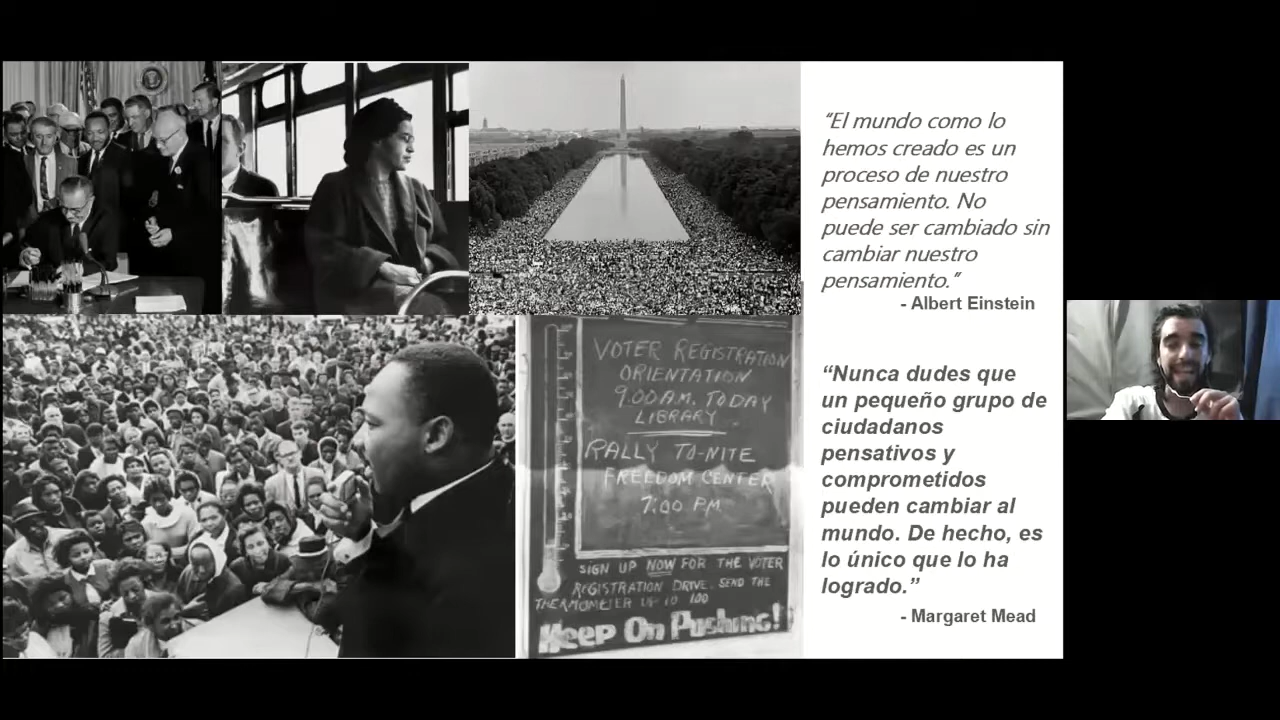 VOTER REGISTRATION
ORIENTATION
9:00 A.M. TODAY
LIBRARY
RALLY TO-NITE
FREEDOM CENTER
7:00 P.M.
SIGN UP NOW FOR THE VOTER
REGISTRATION DRIVE. SEND THE
THERMOMETER UP TO 100
Keep On Pushing!
"El mundo como lo
hemos creado es un
proceso de nuestro
pensamiento. No
puede ser cambiado sin
cambiar nuestro
pensamiento."
- Albert Einstein
“Nunca dudes que
un pequeño grupo de
ciudadanos
pensativos y
comprometidos
pueden cambiar al
mundo. De hecho, es
lo único que lo ha
logrado.”
- Margaret Mead